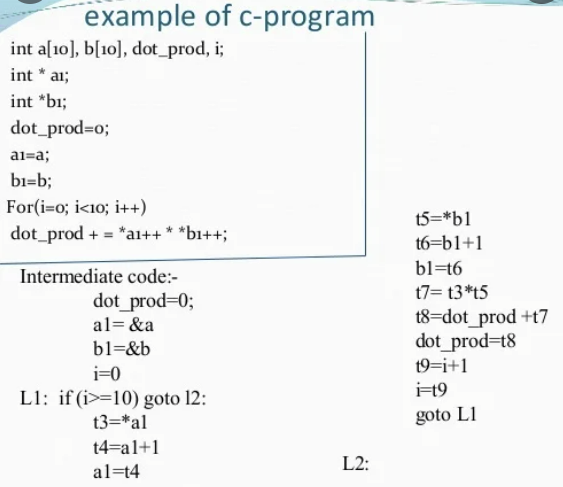 example of c-program
int a[10], b[10], dot_prod, i;
int * a1;
int *b1;
dot_prod=0;
a1=a;
b1=b;
For(i=0; i<10; i++)
dot_prod + = *a1++ * *b1++;
Intermediate code:-
dot_prod=0;
a1= &a
b1=&b
i=0
L1: if (i>=10) goto l2:
t3=*a1
t4=a1+1
a1=t4
t5=*b1
t6=b1+1
b1=t6
t7= t3*t5
t8=dot_prod +t7
dot_prod=t8
t9=i+1
i=t9
goto L1
L2: